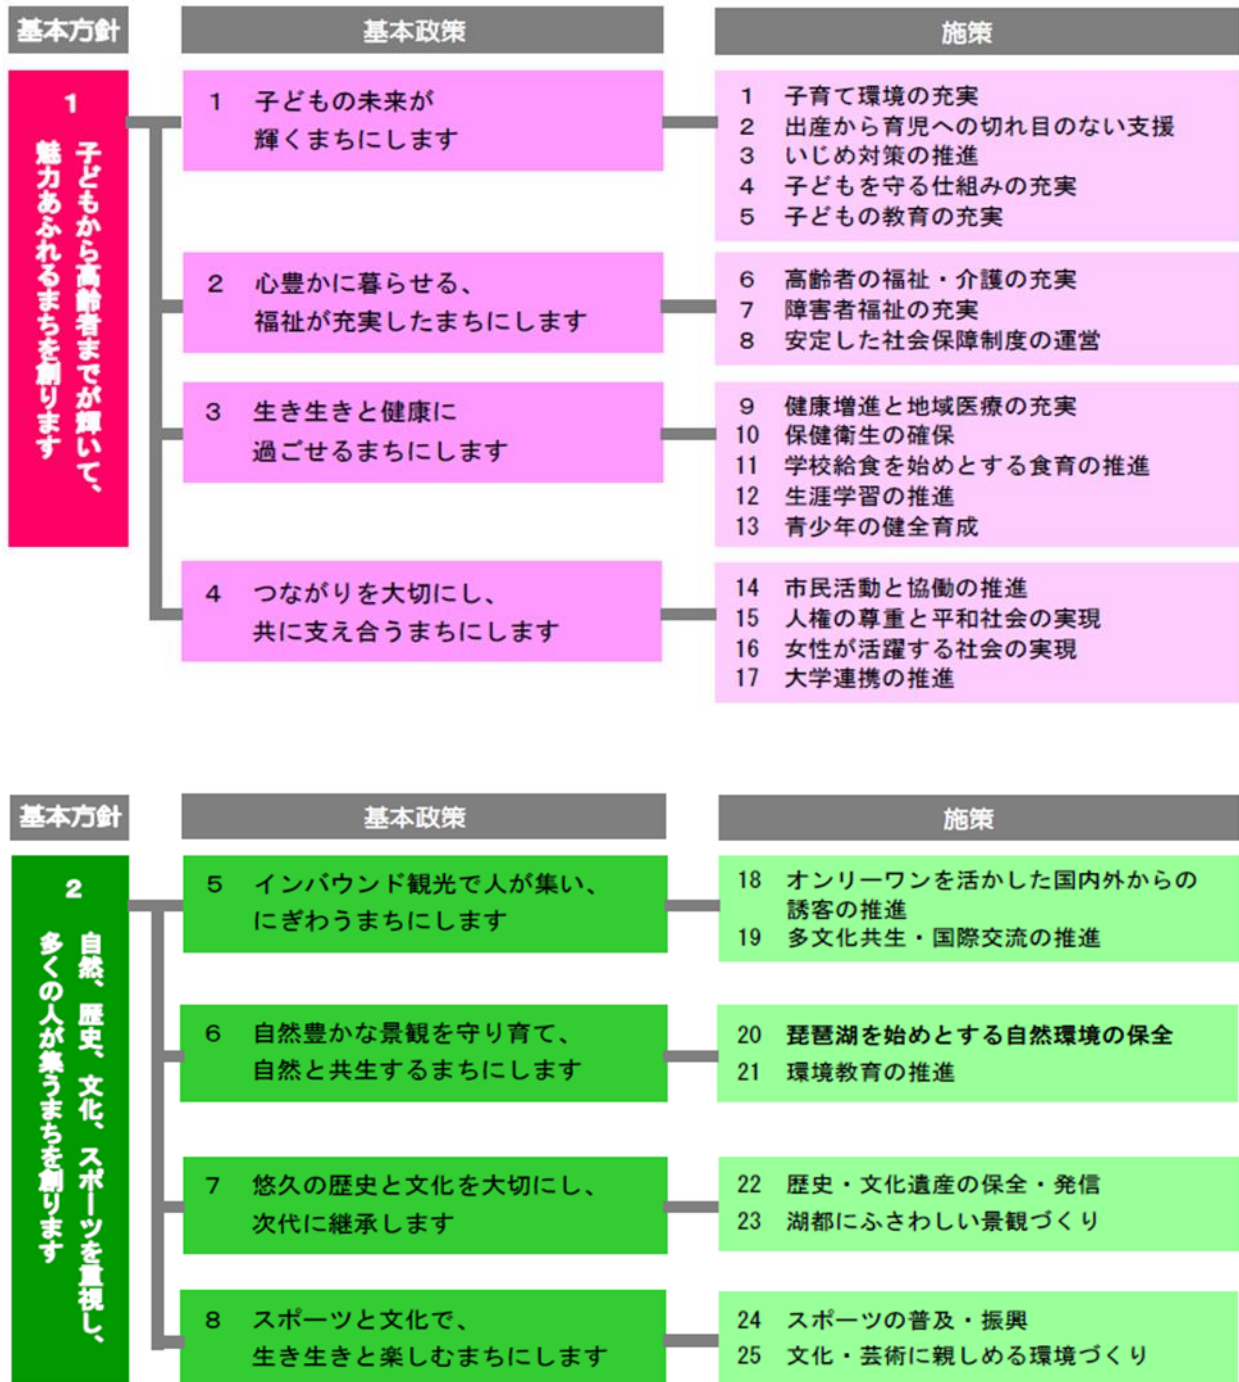 基本方針
基本政策
施策
1
子どもから高齢者までが輝いて、
魅力あふれるまちを創ります
1 子どもの未来が
輝くまちにします
1 子育て環境の充実
2 出産から育児への切れ目のない支援
3 いじめ対策の推進
4 子どもを守る仕組みの充実
5 子どもの教育の充実
2 心豊かに暮らせる、
福祉が充実したまちにします
6 高齢者の福祉・介護の充実
7 障害者福祉の充実
8 安定した社会保障制度の運営
3 生き生きと健康に
過ごせるまちにします
9 健康増進と地域医療の充実
10 保健衛生の確保
11 学校給食を始めとする食育の推進
12 生涯学習の推進
13 青少年の健全育成
4 つながりを大切にし、
共に支え合うまちにします
14 市民活動と協働の推進
15 人権の尊重と平和社会の実現
16 女性が活躍する社会の実現
17 大学連携の推進
基本方針
基本政策
施策
2
自然、歴史、文化、スポーツを重視し、
多くの人が集うまちを創ります
5 インバウンド観光で人が集い、
にぎわうまちにします
18 オンリーワンを活かした国内外からの
誘客の推進
19 多文化共生・国際交流の推進
6 自然豊かな景観を守り育て、
自然と共生するまちにします
20 琵琶湖を始めとする自然環境の保全
21 環境教育の推進
7 悠久の歴史と文化を大切にし、
次代に継承します
22 歴史・文化遺産の保全・発信
23 湖都にふさわしい景観づくり
8 スポーツと文化で、
生き生きと楽しむまちにします
24 スポーツの普及・振興
25 文化・芸術に親しめる環境づくり